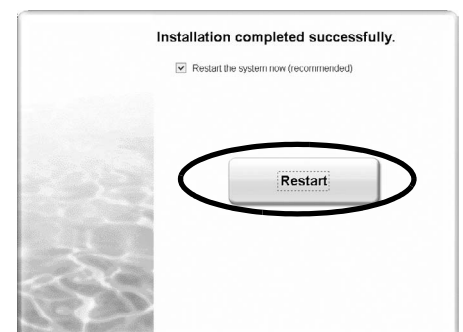 Installation completed successfully.
Restart the system now (recommended)
Restart